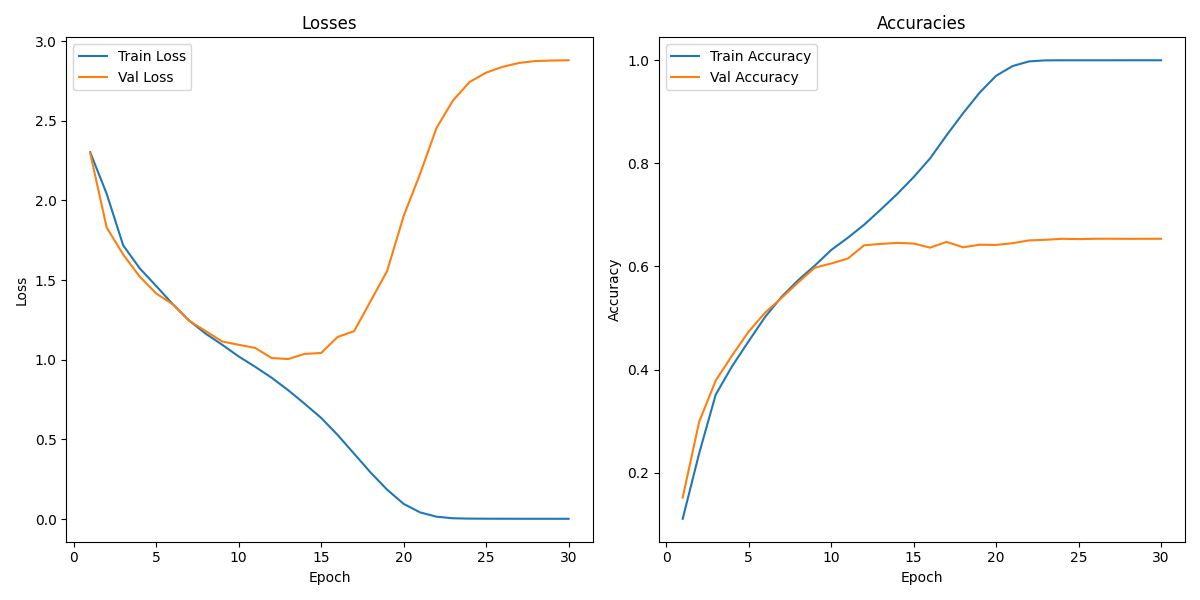 Losses
Train Loss
Val Loss
3.0
2.5
2.0
1.5
1.0
0.5
0.0
Loss
0 5 10 15 20 25 30
Epoch
Accuracies
Train Accuracy
Val Accuracy
1.0
0.8
0.6
0.4
0.2
Accuracy
0 5 10 15 20 25 30
Epoch